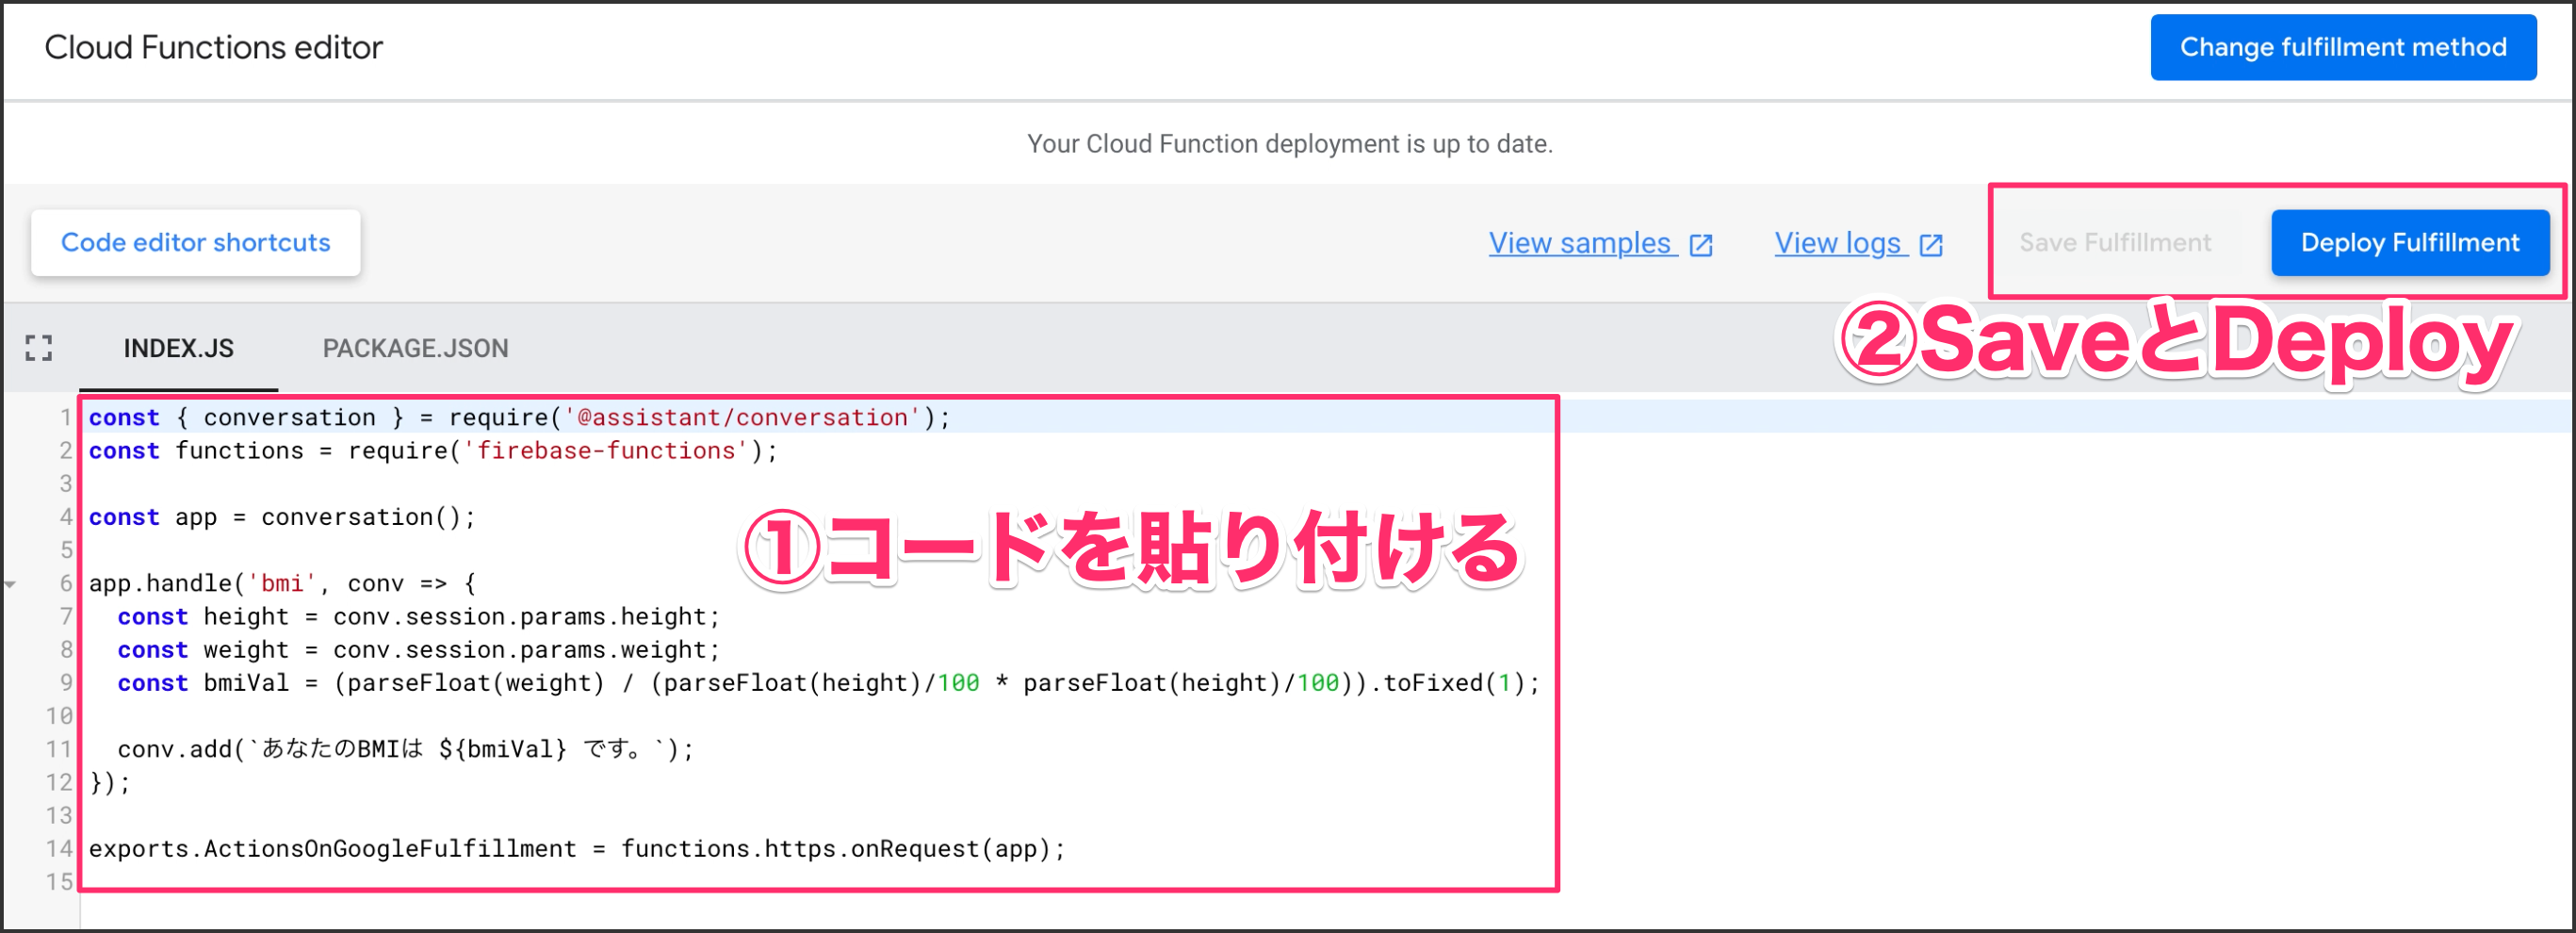 Cloud Functions editor
Change fulfillment method
Your Cloud Function deployment is up to date.
Code editor shortcuts
View samples
View logs
Save Fulfillment
Deploy Fulfillment
②SaveとDeploy
INDEX.JS
PACKAGE.JSON
①コードを貼り付ける
1 const { conversation } = require('@assistant/conversation');
2 const functions = require('firebase-functions');
3
4 const app = conversation();
5
6 app.handle('bmi', conv => {
7   const height = conv.session.params.height;
8   const weight = conv.session.params.weight;
9   const bmiVal = (parseFloat(weight) / (parseFloat(height)/100 * parseFloat(height)/100)).toFixed(1);
10
11   conv.add(`あなたのBMIは ${bmiVal} です。`);
12 });
13
14 exports.ActionsOnGoogleFulfillment = functions.https.onRequest(app);
15